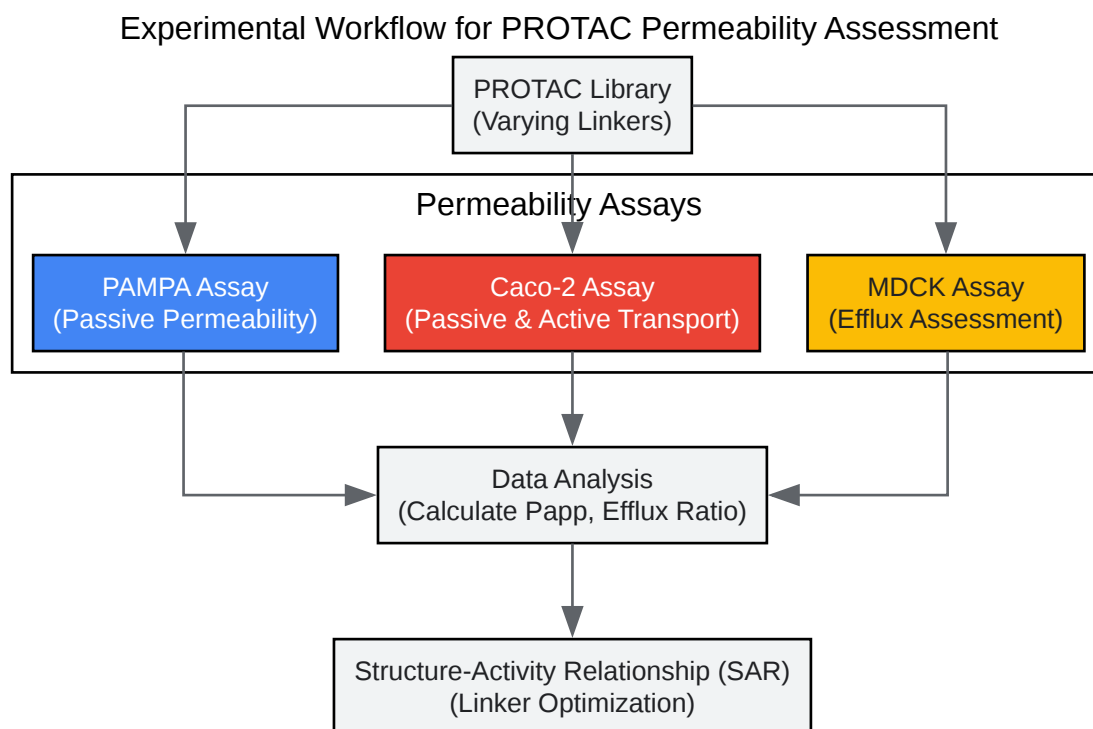 Experimental Workflow for PROTAC Permeability Assessment
PROTAC Library
(Varying Linkers)
Permeability Assays
PAMPA Assay
(Passive Permeability)
Caco-2 Assay
(Passive & Active Transport)
MDCK Assay
(Efflux Assessment)
Data Analysis
(Calculate Papp, Efflux Ratio)
Structure-Activity Relationship (SAR)
(Linker Optimization)